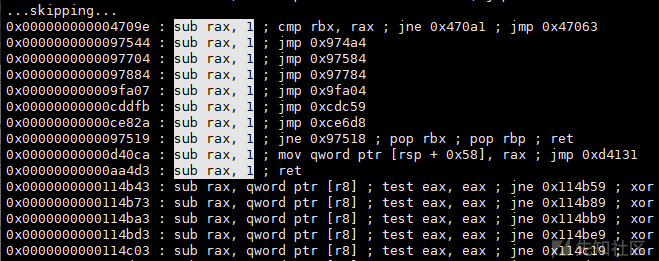 ...skipping...
0x000000000004709e : sub rax, 1 ; cmp rbx, rax ; jne 0x470a1 ; jmp 0x47063
0x0000000000097544 : sub rax, 1 ; jmp 0x974a4
0x0000000000097704 : sub rax, 1 ; jmp 0x97584
0x0000000000097884 : sub rax, 1 ; jmp 0x97784
0x000000000009fa07 : sub rax, 1 ; jmp 0x9fa04
0x00000000000cddfb : sub rax, 1 ; jmp 0xcdc59
0x00000000000ce82a : sub rax, 1 ; jmp 0xce6d8
0x0000000000097519 : sub rax, 1 ; jne 0x97518 ; pop rbx ; pop rbp ; ret
0x00000000000d40ca : sub rax, 1 ; mov qword ptr [rsp + 0x58], rax ; jmp 0xd4131
0x00000000000aa4d3 : sub rax, 1 ; ret
0x0000000000114b43 : sub rax, qword ptr [r8] ; test eax, eax ; jne 0x114b59 ; xor
0x0000000000114b73 : sub rax, qword ptr [r8] ; test eax, eax ; jne 0x114b89 ; xor
0x0000000000114ba3 : sub rax, qword ptr [r8] ; test eax, eax ; jne 0x114bb9 ; xor
0x0000000000114bd3 : sub rax, qword ptr [r8] ; test eax, eax ; jne 0x114be9 ; xor
0x0000000000114c03 : sub rax, qword ptr [r8] ; test eax, eax ; jne 0x114c19 ; xor
先知社区